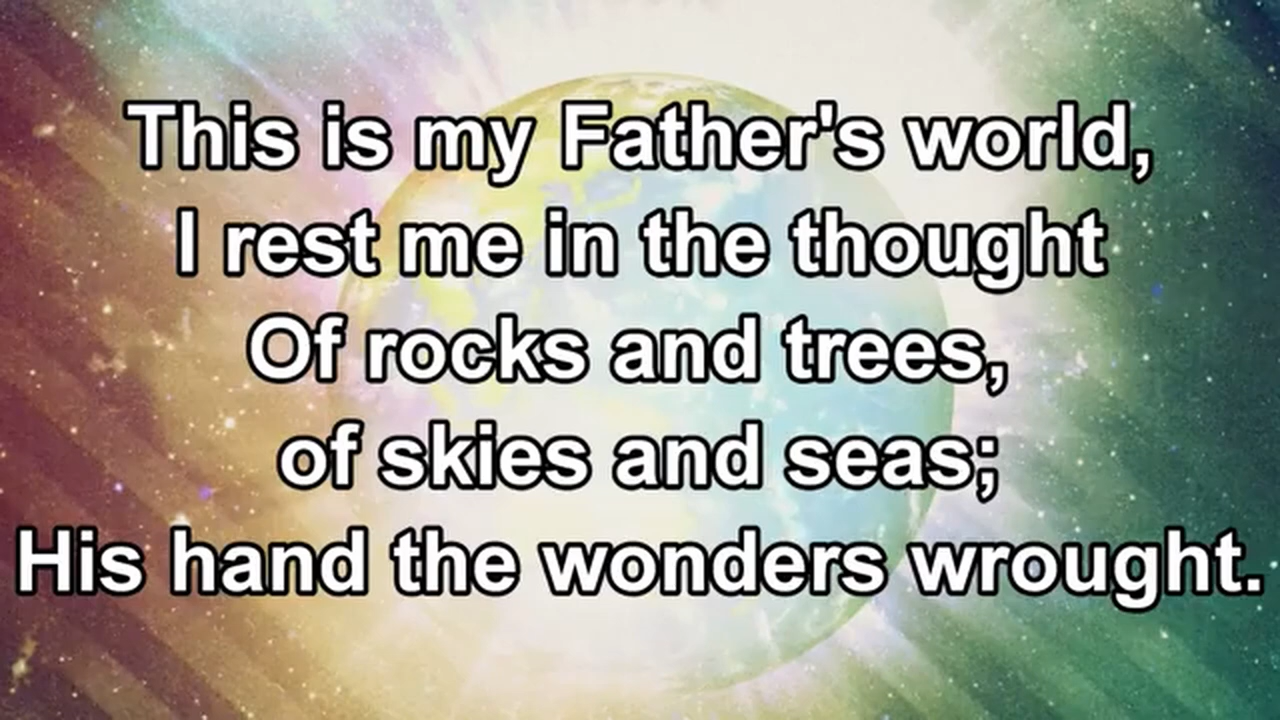 This is my Father's world,
I rest me in the thought
Of rocks and trees,
of skies and seas;
His hand the wonders wrought.